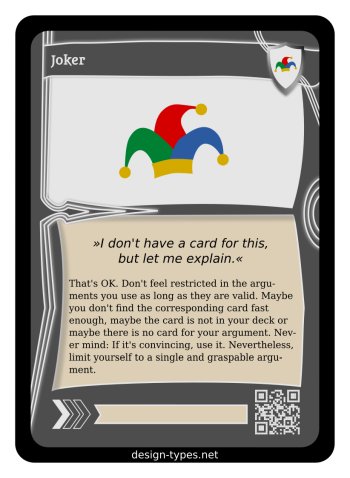 Joker
»I don't have a card for this,
but let me explain.«
That's OK. Don't feel restricted in the argu-
ments you use as long as they are valid. Maybe
you don't find the corresponding card fast
enough, maybe the card is not in your deck or
maybe there is no card for your argument. Nev-
er mind: If it's convincing, use it. Nevertheless,
limit yourself to a single and graspable argu-
ment.
design-types.net